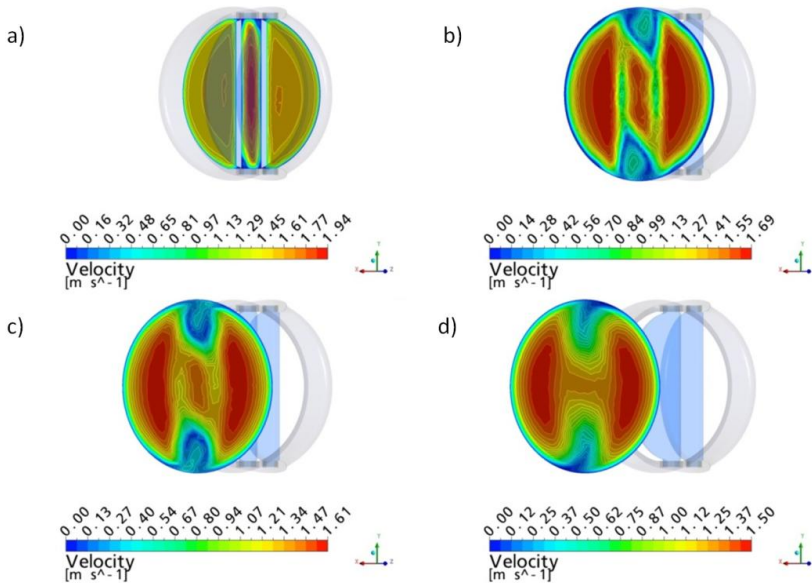 a)
0.00 0.16 0.32 0.48 0.65 0.81 0.97 1.13 1.29 1.45 1.61 1.77 1.94
Velocity
[m s^-1]
Y
X Z
b)
0.00 0.14 0.28 0.42 0.56 0.70 0.84 0.99 1.13 1.27 1.41 1.55 1.69
Velocity
[m s^-1]
Y
X Z
c)
0.00 0.13 0.27 0.40 0.54 0.67 0.80 0.94 1.07 1.21 1.34 1.47 1.61
Velocity
[m s^-1]
Y
X Z
d)
0.00 0.12 0.25 0.37 0.50 0.62 0.75 0.87 1.00 1.12 1.25 1.37 1.50
Velocity
[m s^-1]
Y
X Z